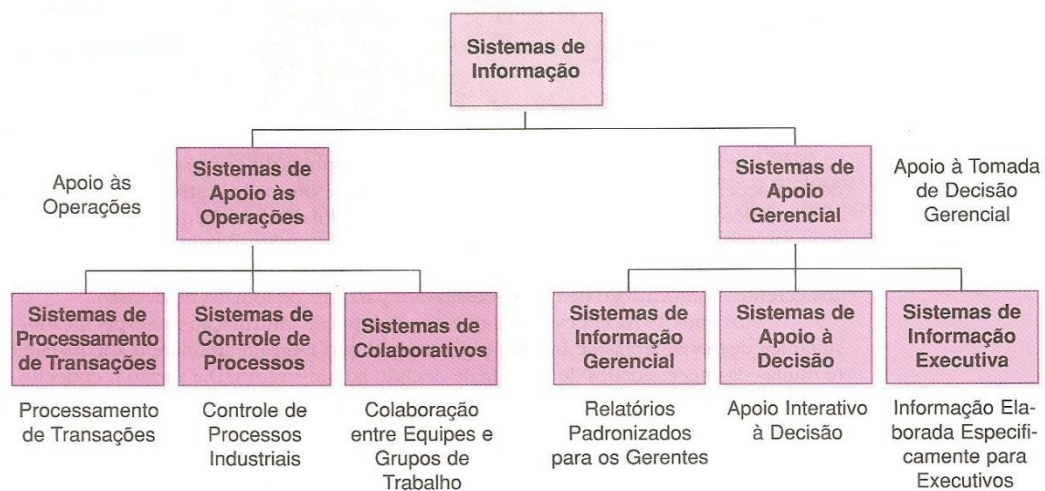 Sistemas de
Informação
Apoio às
Operações
Sistemas de
Apoio às
Operações
Sistemas de
Apoio
Gerencial
Apoio à Tomada
de Decisão
Gerencial
Sistemas de
Processamento
de Transações
Sistemas de
Controle de
Processos
Sistemas de
Colaborativos
Sistemas de
Informação
Gerencial
Sistemas de
Apoio à
Decisão
Sistemas de
Informação
Executiva
Processamento
de Transações
Controle de
Processos
Industriais
Colaboração
entre Equipes e
Grupos de
Trabalho
Relatórios
Padronizados
para os Gerentes
Apoio Interativo
à Decisão
Informação Ela-
borada Especifi-
camente para
Executivos